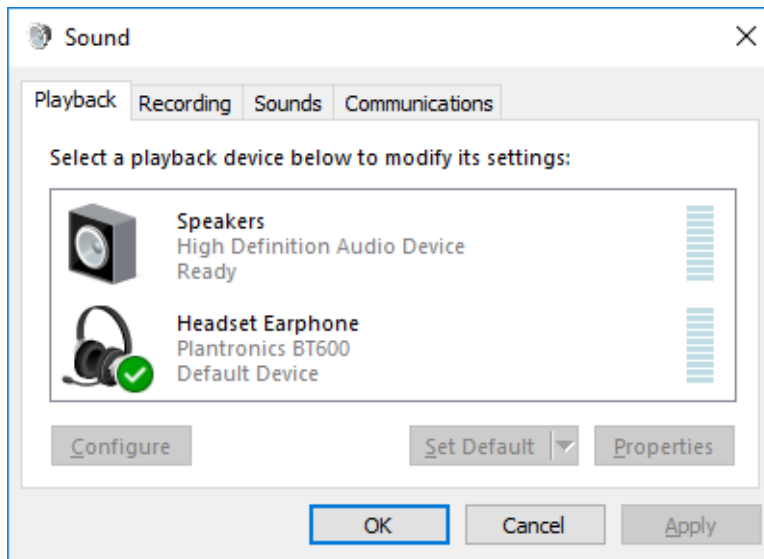 Sound
Playback Recording Sounds Communications
Select a playback device below to modify its settings:
Speakers
High Definition Audio Device
Ready
Headset Earphone
Plantronics BT600
Default Device
Configure Set Default Properties
OK Cancel Apply